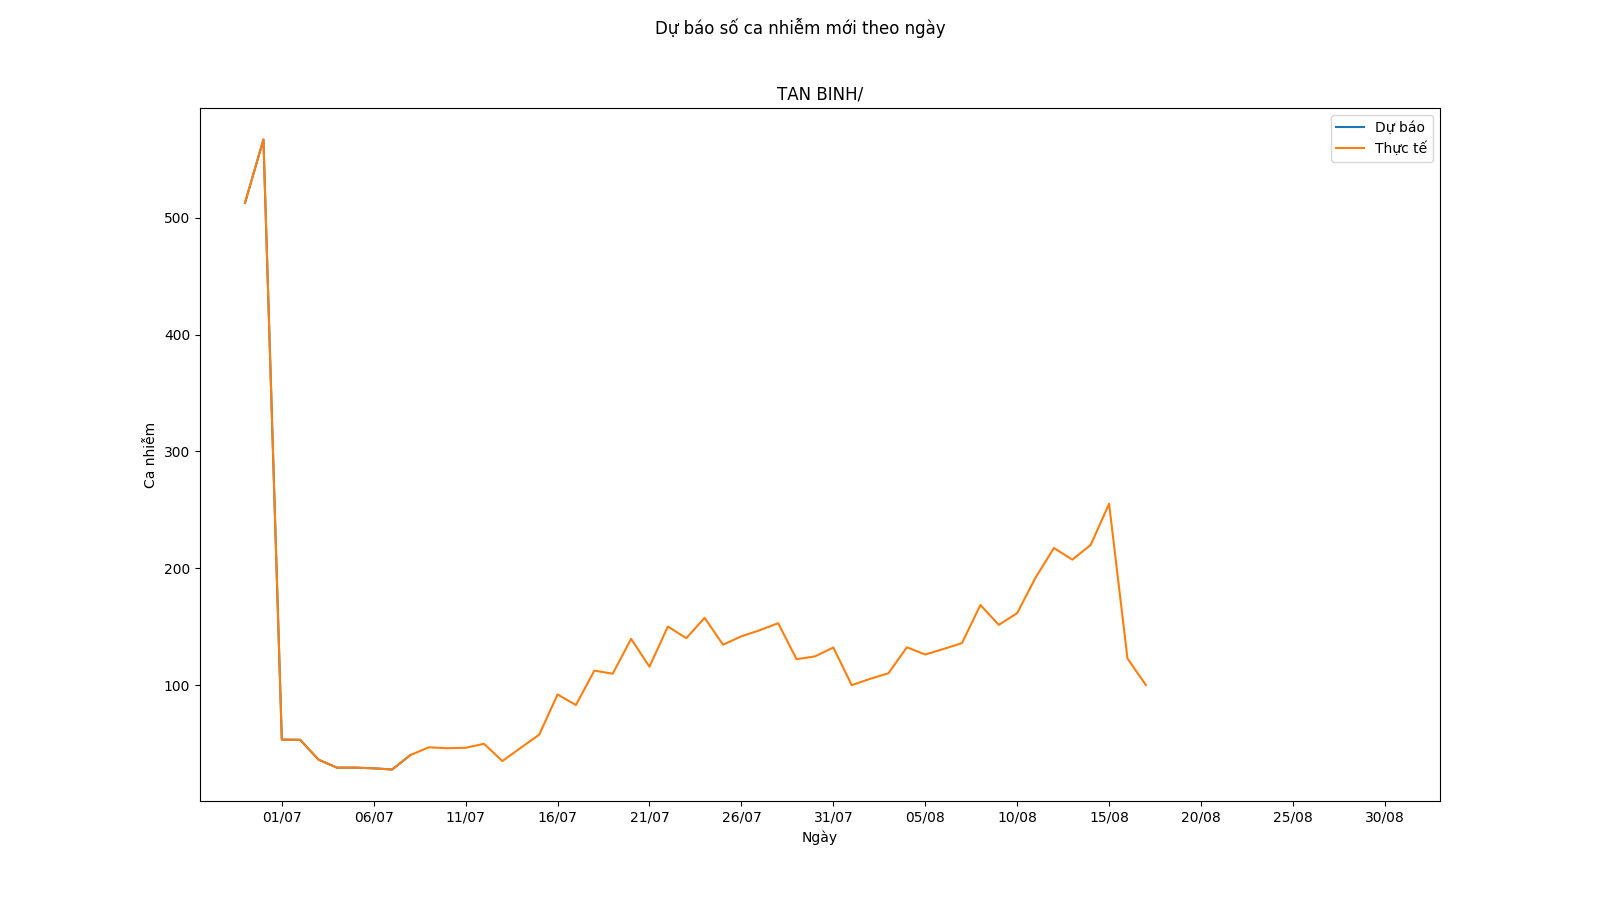 Dự báo số ca nhiễm mới theo ngày
TAN BINH/
Dự báo
Thực tế
500
400
300
200
100
Ca nhiễm
01/07 06/07 11/07 16/07 21/07 26/07 31/07 05/08 10/08 15/08 20/08 25/08 30/08
Ngày